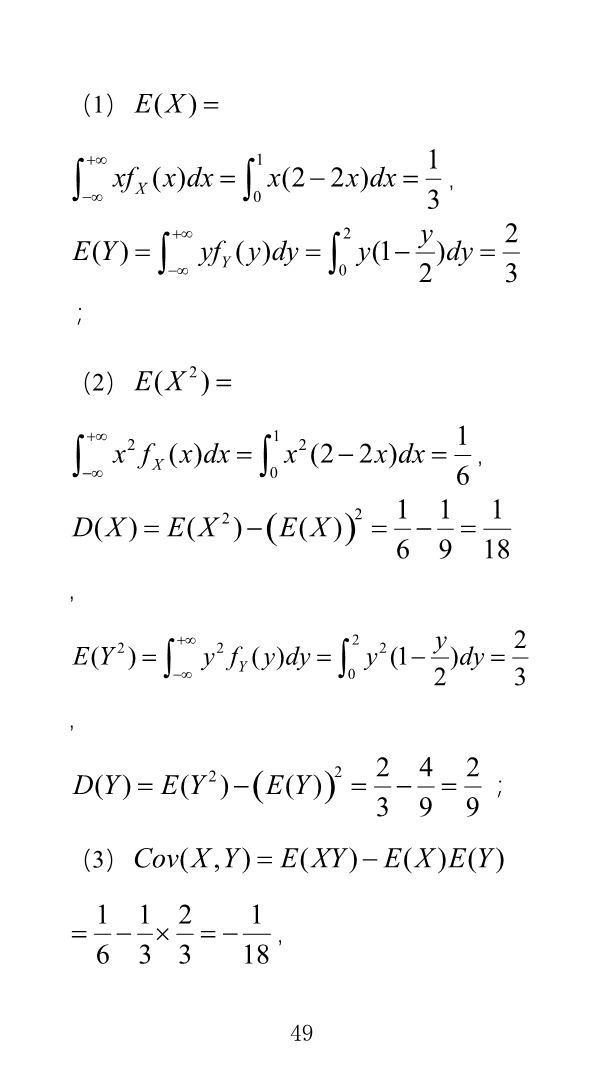 (1) E(X) =
∫_{-∞}^{+∞} x f_X(x)dx = ∫_0^1 x(2−2x)dx = 1/3 ,
E(Y) = ∫_{-∞}^{+∞} y f_Y(y)dy = ∫_0^2 y(1−y/2)dy = 2/3
;
(2) E(X²) =
∫_{-∞}^{+∞} x² f_X(x)dx = ∫_0^1 x²(2−2x)dx = 1/6 ,
D(X) = E(X²)−(E(X))² = 1/6 − 1/9 = 1/18
,
E(Y²) = ∫_{-∞}^{+∞} y² f_Y(y)dy = ∫_0^2 y²(1−y/2)dy = 2/3
,
D(Y) = E(Y²)−(E(Y))² = 2/3 − 4/9 = 2/9 ;
(3) Cov(X,Y) = E(XY)−E(X)E(Y)
= 1/6 − 1/3 × 2/3 = −1/18 ,
49